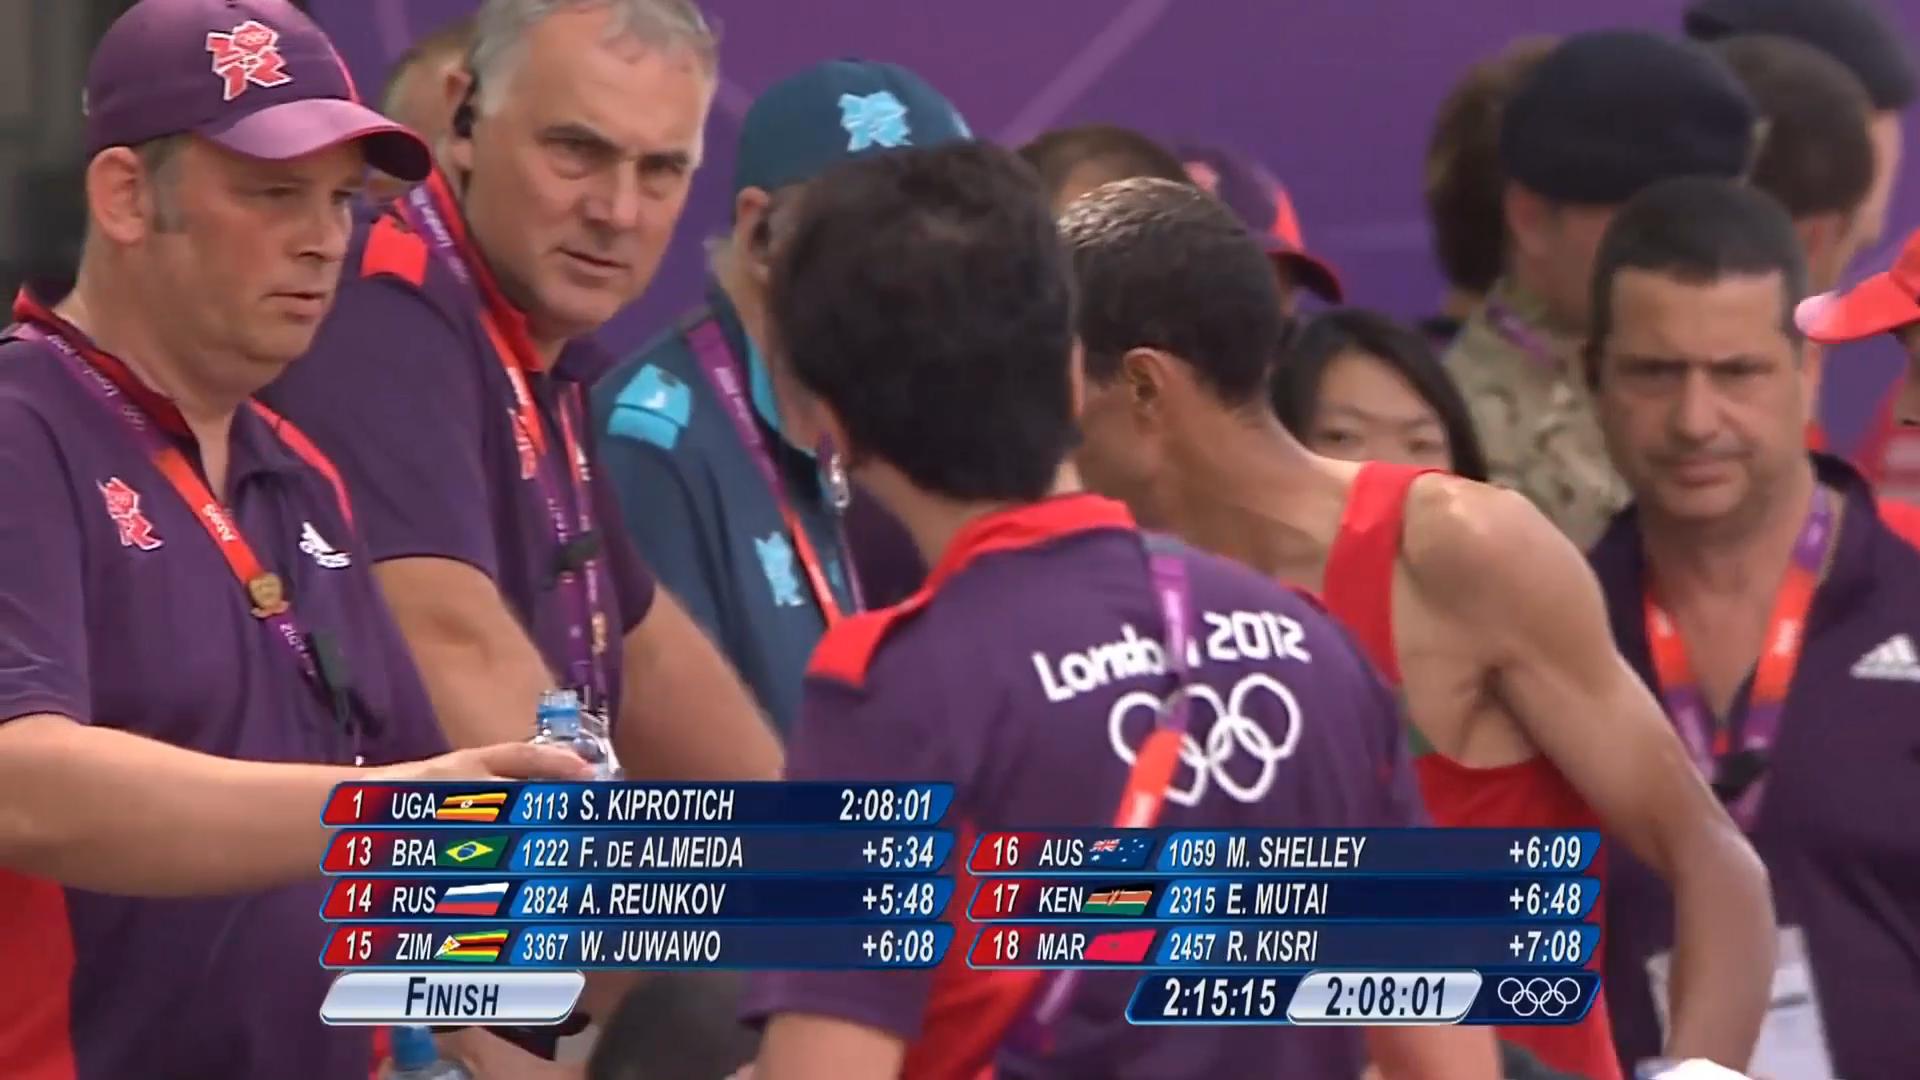 London 2012
adidas
1 UGA 3113 S. KIPROTICH 2:08:01
13 BRA 1222 F. DE ALMEIDA +5:34
14 RUS 2824 A. REUNKOV +5:48
15 ZIM 3367 W. JUWAWO +6:08
16 AUS 1059 M. SHELLEY +6:09
17 KEN 2315 E. MUTAI +6:48
18 MAR 2457 R. KISRI +7:08
FINISH
2:15:15 2:08:01